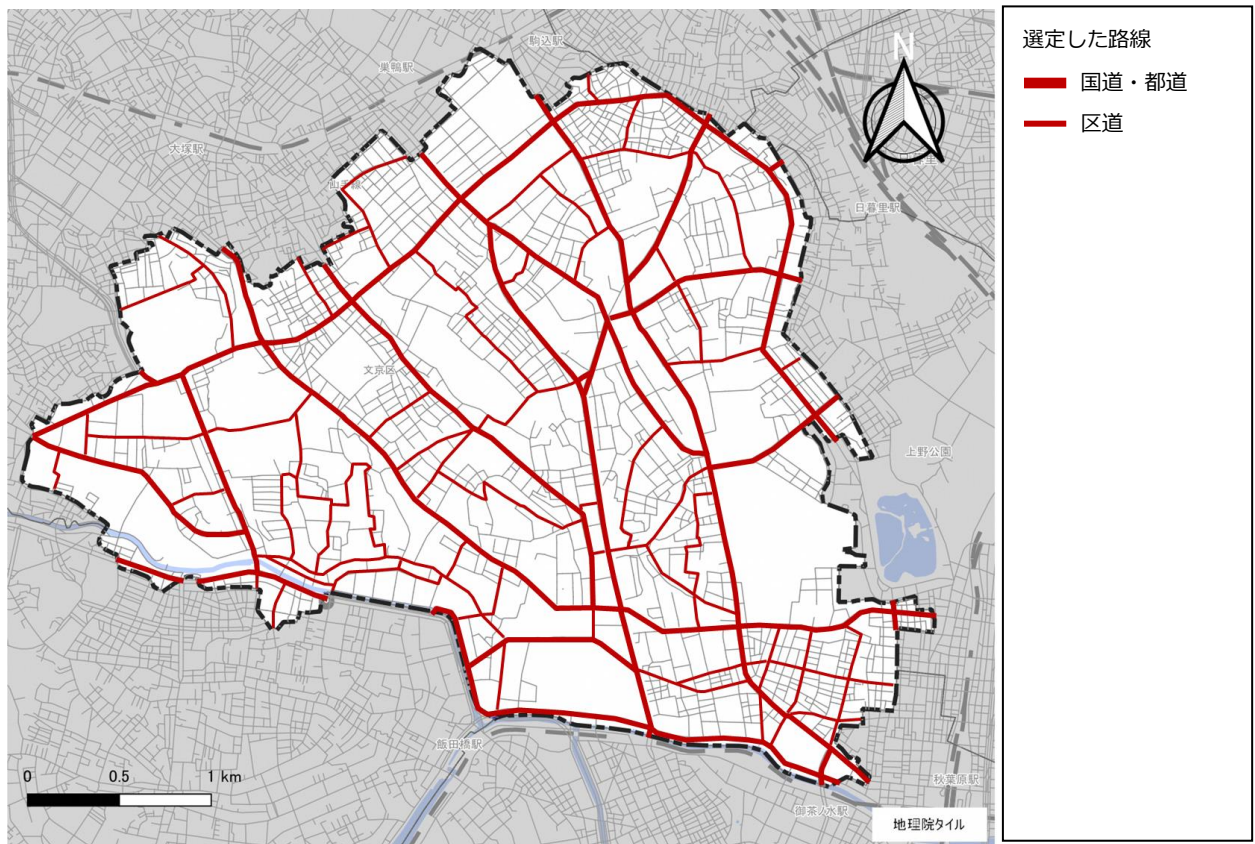 選定した路線
国道・都道
区道
N
駒込駅
巣鴨駅
大塚駅
山手線
日暮里駅
文京区
上野公園
飯田橋駅
秋葉原駅
御茶ノ水駅
0 0.5 1 km
地理院タイル